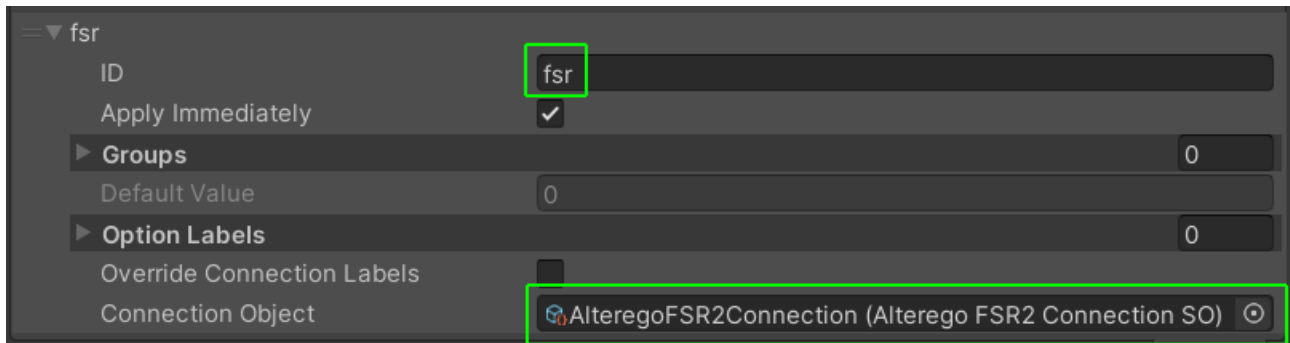 fsr
ID fsr
Apply Immediately
Groups 0
Default Value 0
Option Labels 0
Override Connection Labels
Connection Object AlteregoFSR2Connection (Alterego FSR2 Connection SO)